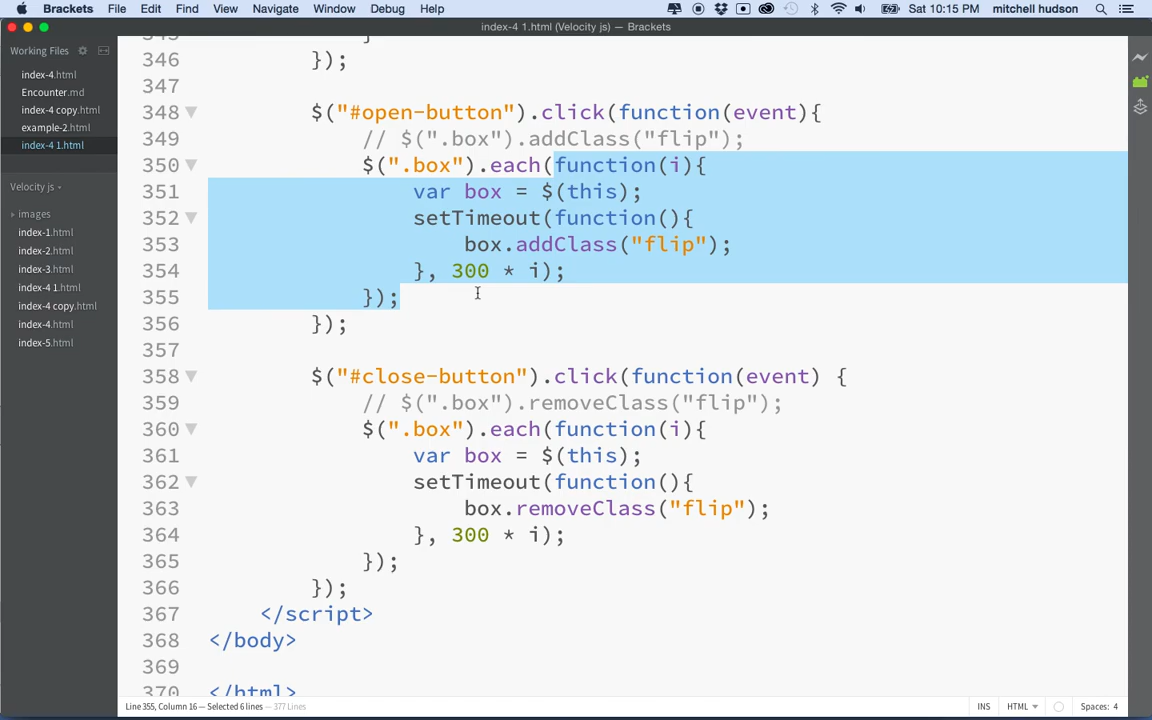 Brackets File Edit Find View Navigate Window Debug Help Sat 10:15 PM mitchell hudson
index-4 1.html (Velocity js) — Brackets
Working Files
index-4.html
Encounter.md
index-4 copy.html
example-2.html
index-4 1.html
Velocity js
images
index-1.html
index-2.html
index-3.html
index-4 1.html
index-4 copy.html
index-4.html
index-5.html
346 });
347
348 $("#open-button").click(function(event){
349 // $(".box").addClass("flip");
350 $(".box").each(function(i){
351 var box = $(this);
352 setTimeout(function(){
353 box.addClass("flip");
354 }, 300 * i);
355 });
356 });
357
358 $("#close-button").click(function(event) {
359 // $(".box").removeClass("flip");
360 $(".box").each(function(i){
361 var box = $(this);
362 setTimeout(function(){
363 box.removeClass("flip");
364 }, 300 * i);
365 });
366 });
367 </script>
368 </body>
369
370 </html>
Line 355, Column 16 — Selected 6 lines — 377 Lines INS HTML Spaces: 4